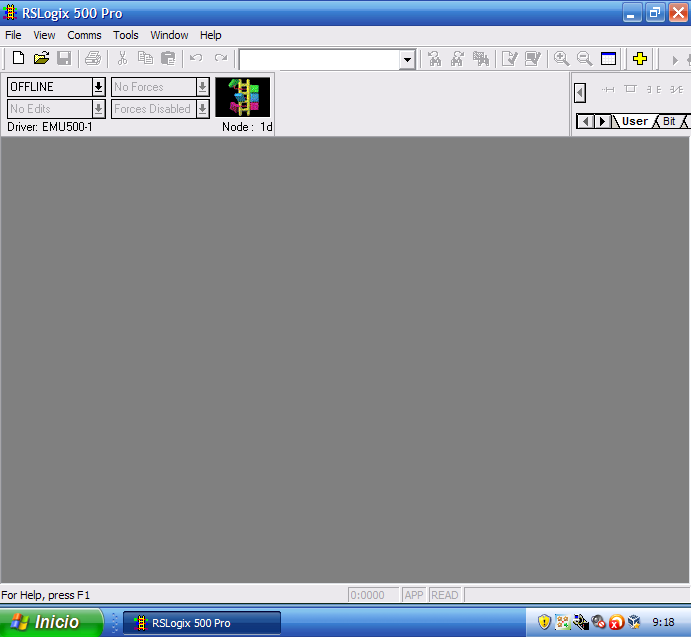 RSLogix 500 Pro
File View Comms Tools Window Help
OFFLINE No Forces
No Edits Forces Disabled
Driver: EMU500-1 Node : 1d
User Bit
For Help, press F1 0:0000 APP READ
Inicio RSLogix 500 Pro 9:18